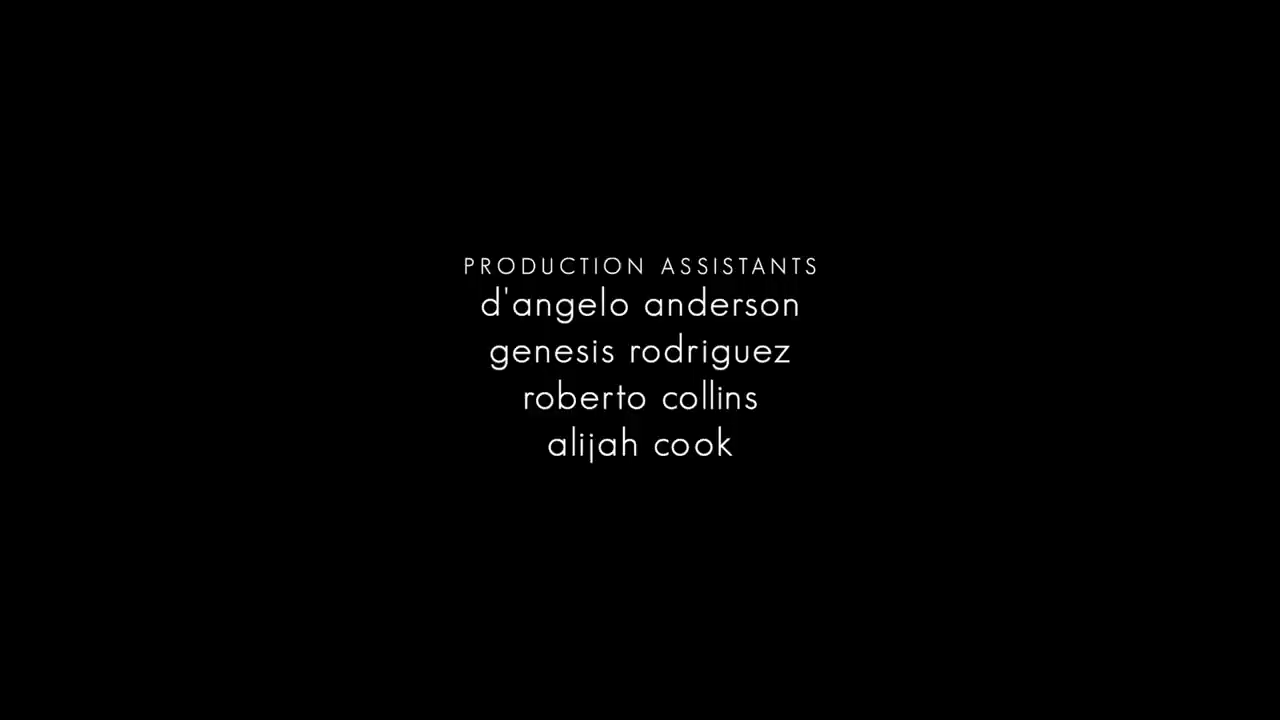 PRODUCTION ASSISTANTS
d'angelo anderson
genesis rodriguez
roberto collins
alijah cook